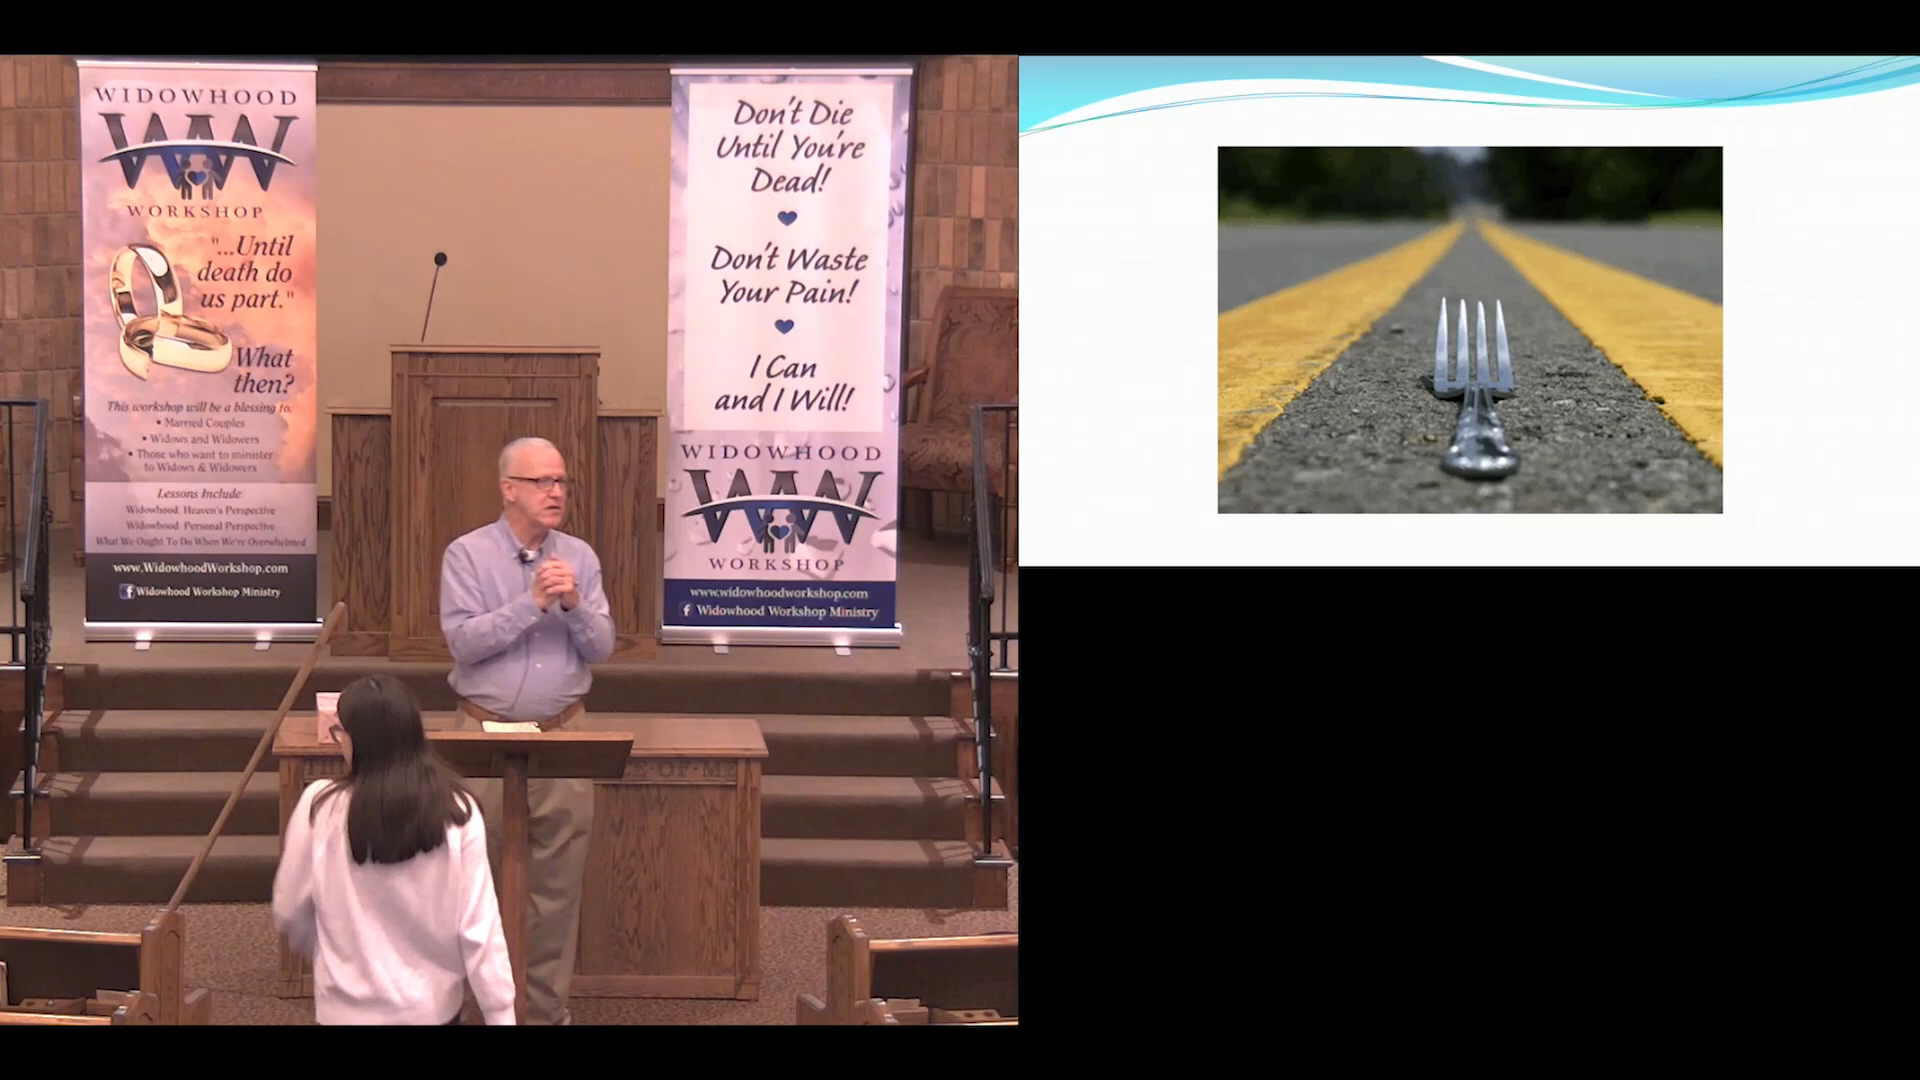 WIDOWHOOD
WW
WORKSHOP
"...Until
death do
us part."
What
then?
This workshop will be a blessing to:
• Married Couples
• Widows and Widowers
• Those who want to minister
to Widows & Widowers
Lessons Include:
Widowhood: Heaven's Perspective
Widowhood: Personal Perspective
What We Ought To Do When We're Overwhelmed
www.WidowhoodWorkshop.com
f Widowhood Workshop Ministry
Don't Die
Until You're
Dead!
Don't Waste
Your Pain!
I Can
and I Will!
WIDOWHOOD
WW
WORKSHOP
www.widowhoodworkshop.com
f Widowhood Workshop Ministry